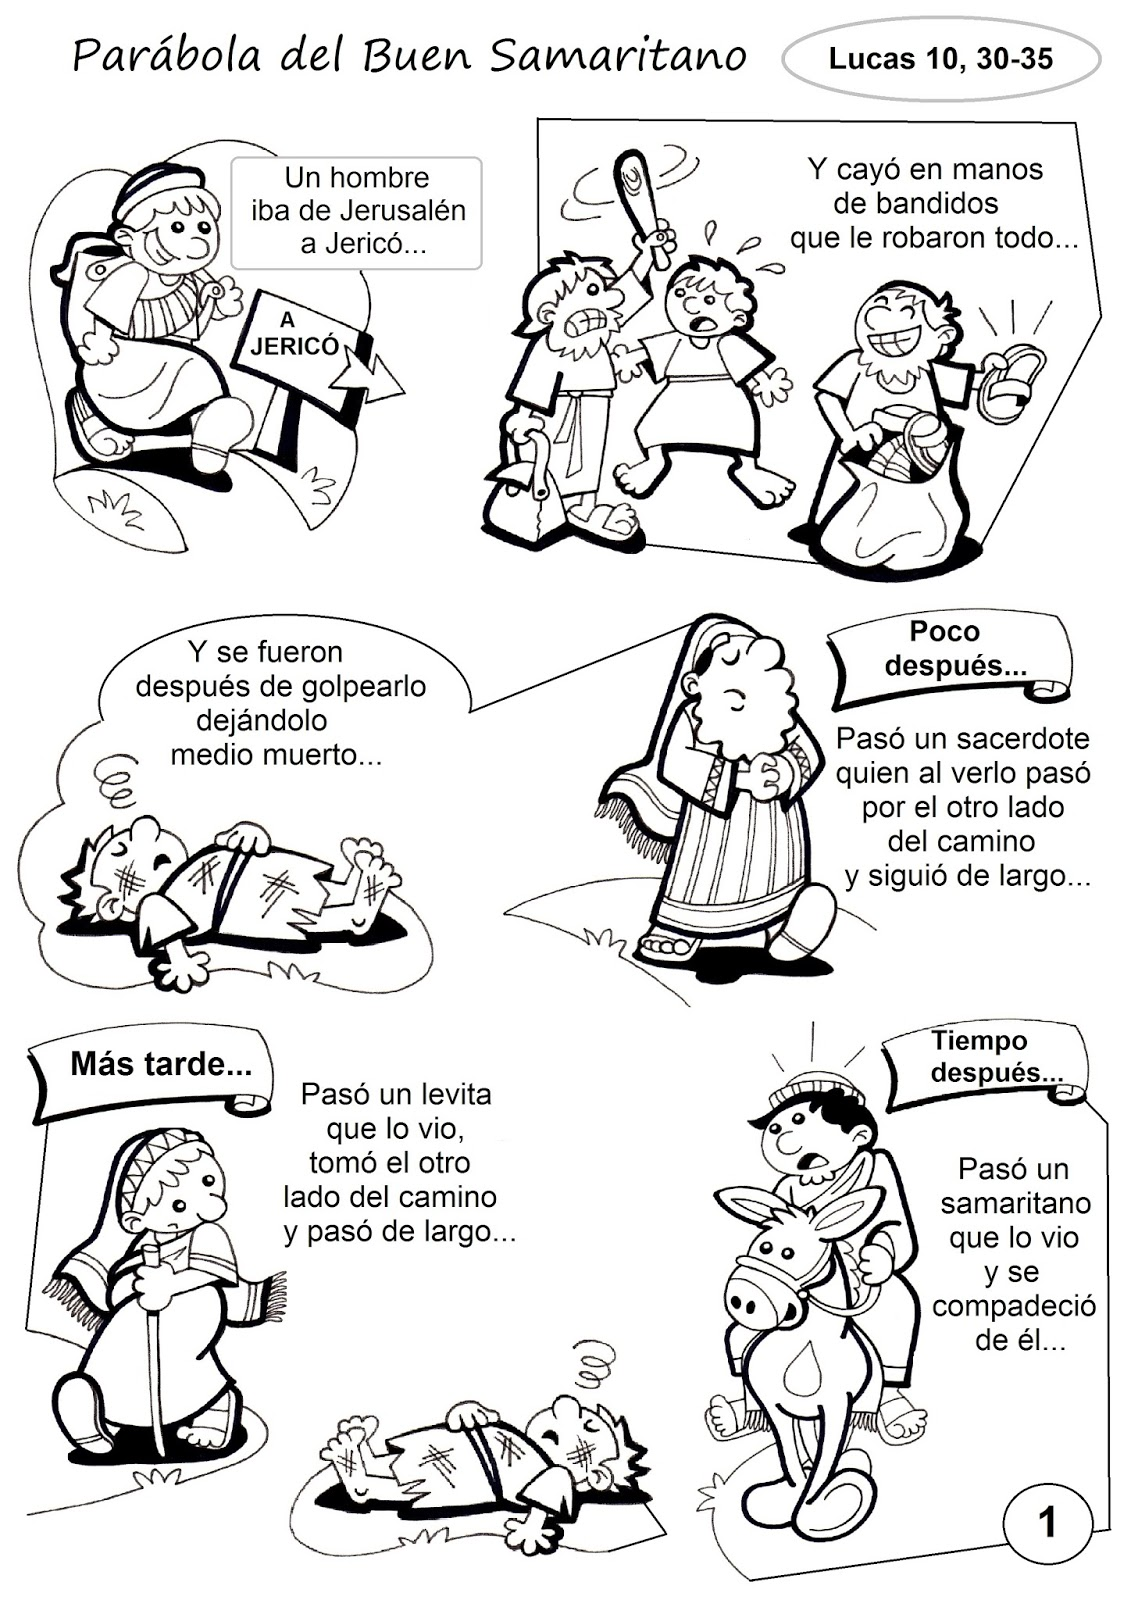 Parábola del Buen Samaritano
Lucas 10, 30-35
Un hombre
iba de Jerusalén
a Jericó...
A
JERICÓ
Y cayó en manos
de bandidos
que le robaron todo...
Y se fueron
después de golpearlo
dejándolo
medio muerto...
Poco
después...
Pasó un sacerdote
quien al verlo pasó
por el otro lado
del camino
y siguió de largo...
Más tarde...
Pasó un levita
que lo vio,
tomó el otro
lado del camino
y pasó de largo...
Tiempo
después...
Pasó un
samaritano
que lo vio
y se
compadeció
de él...
1